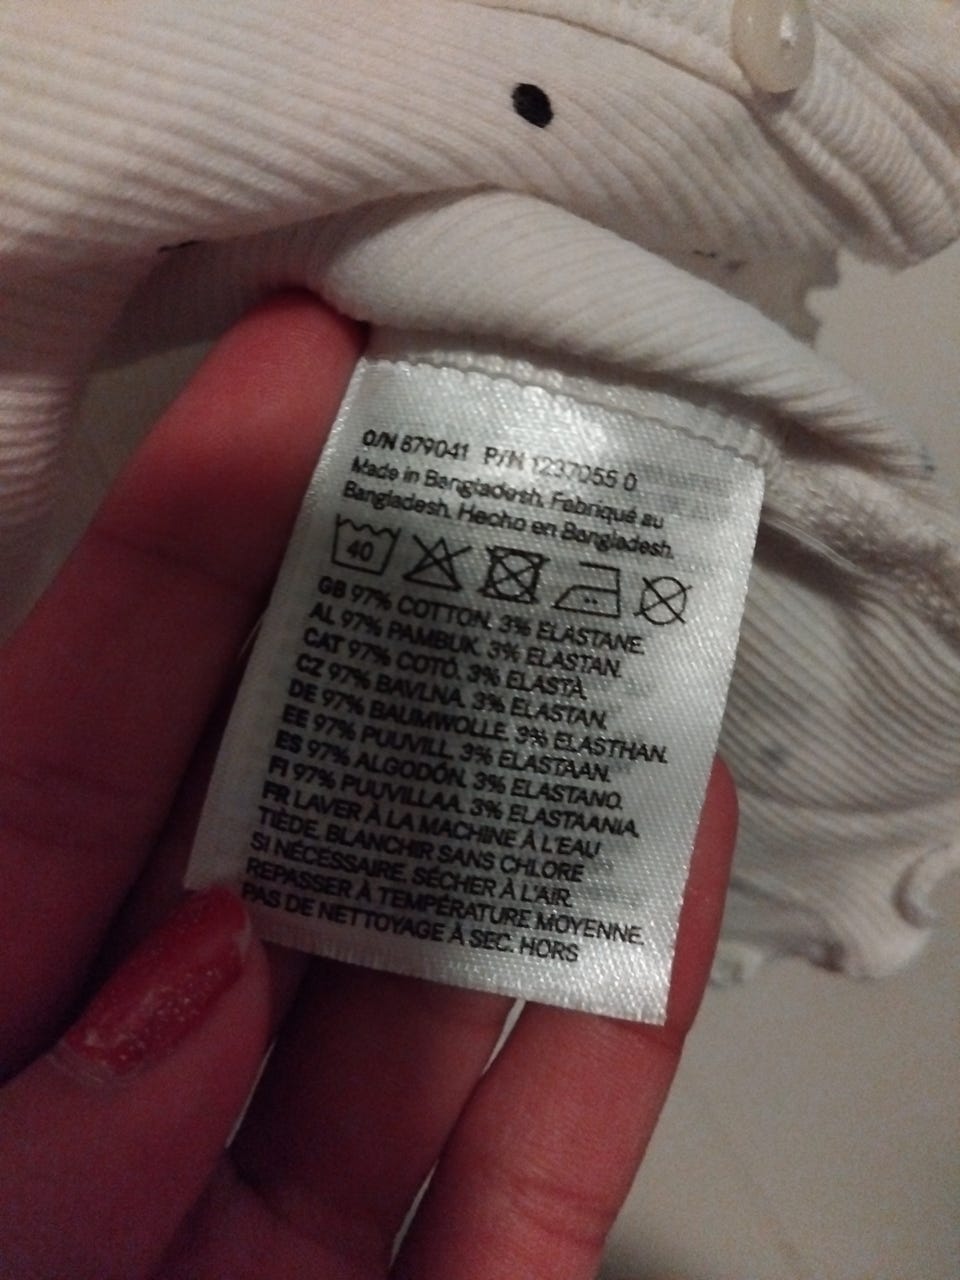 O/N 879041 P/N 1237055 0
Made in Bangladesh. Fabriqué au
Bangladesh. Hecho en Bangladesh.
40
GB 97% COTTON. 3% ELASTANE.
AL 97% PAMBUK. 3% ELASTAN.
CAT 97% COTÓ. 3% ELASTÀ.
CZ 97% BAVLNA. 3% ELASTAN.
DE 97% BAUMWOLLE. 3% ELASTHAN.
EE 97% PUUVILL. 3% ELASTAAN.
ES 97% ALGODÓN. 3% ELASTANO.
FI 97% PUUVILLAA. 3% ELASTAANIA.
FR LAVER À LA MACHINE À L'EAU
TIÈDE. BLANCHIR SANS CHLORE
SI NÉCESSAIRE. SÉCHER À L'AIR.
REPASSER À TEMPÉRATURE MOYENNE.
PAS DE NETTOYAGE À SEC. HORS